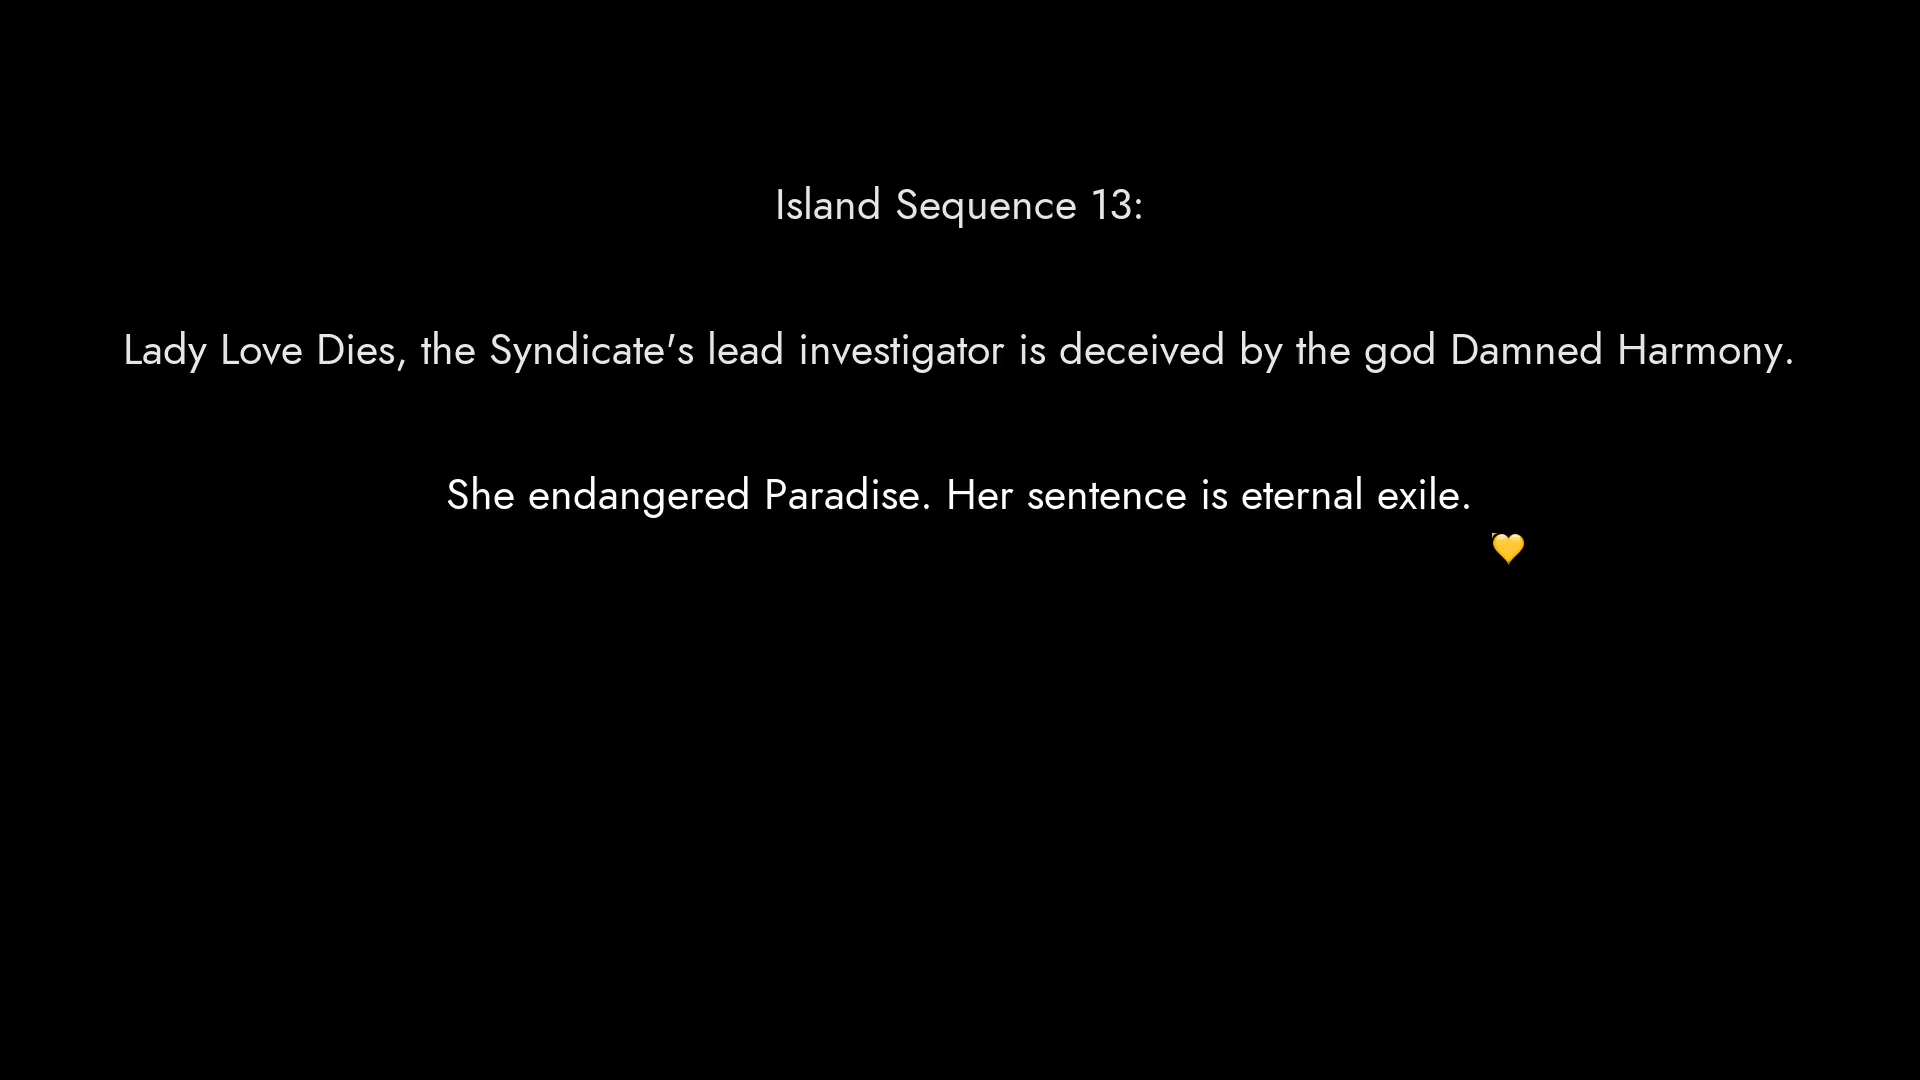 Island Sequence 13:
Lady Love Dies, the Syndicate's lead investigator is deceived by the god Damned Harmony.
She endangered Paradise. Her sentence is eternal exile.